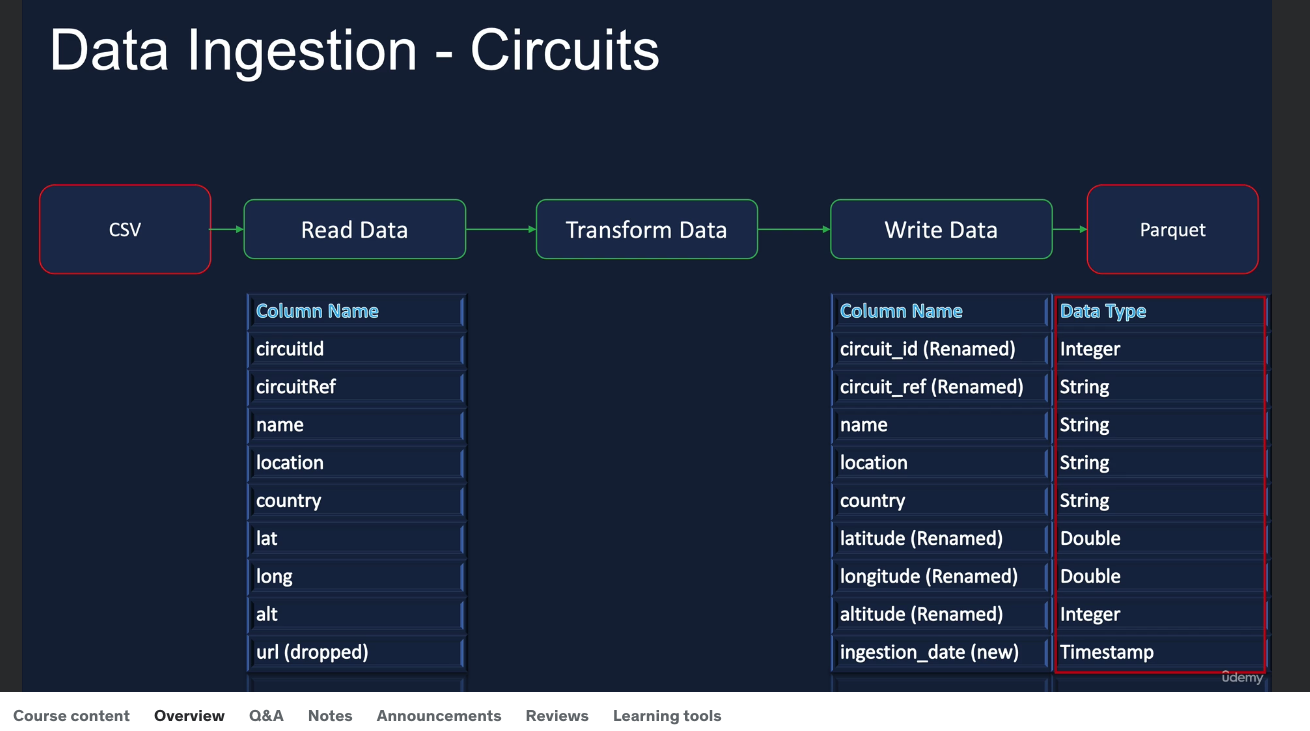 Data Ingestion - Circuits
CSV
Read Data
Transform Data
Write Data
Parquet
Column Name
circuitId
circuitRef
name
location
country
lat
long
alt
url (dropped)
Column Name Data Type
circuit_id (Renamed) Integer
circuit_ref (Renamed) String
name String
location String
country String
latitude (Renamed) Double
longitude (Renamed) Double
altitude (Renamed) Integer
ingestion_date (new) Timestamp
ûdemy
Course content Overview Q&A Notes Announcements Reviews Learning tools